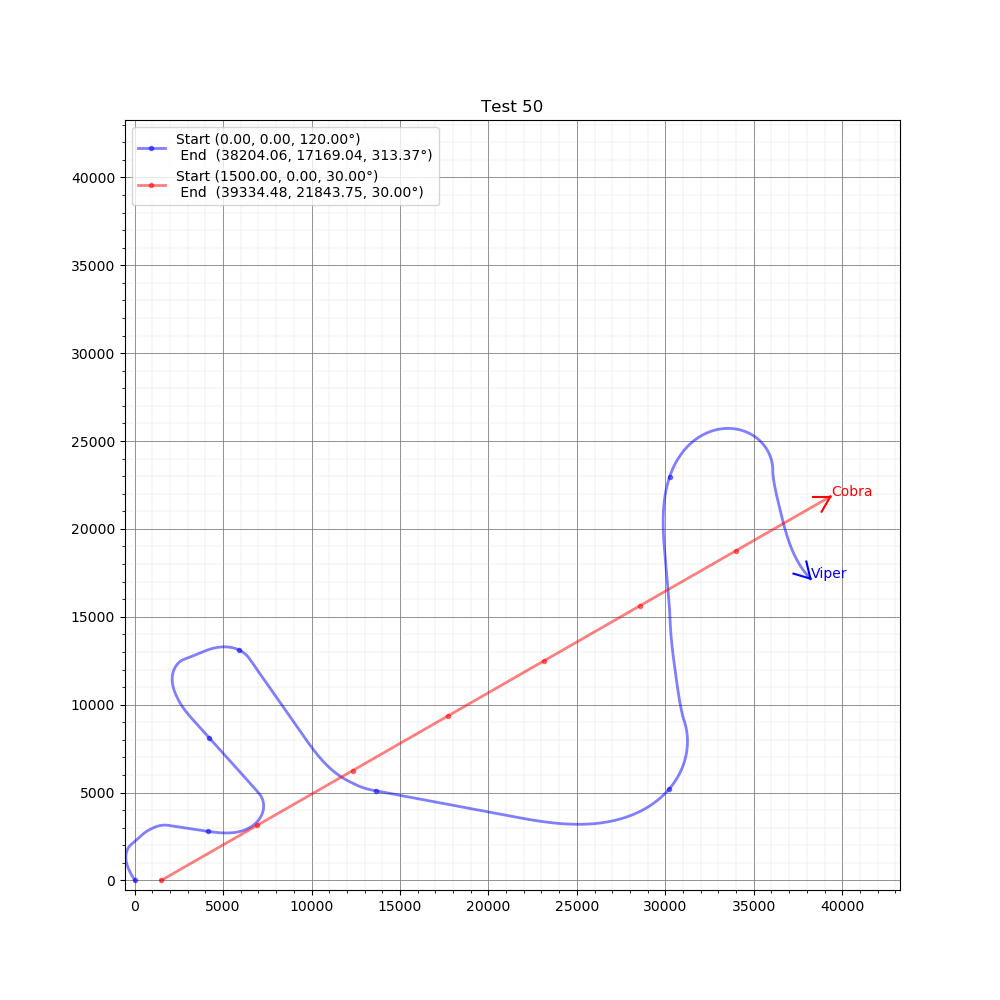 Test 50
Start (0.00, 0.00, 120.00°)
End (38204.06, 17169.04, 313.37°)
Start (1500.00, 0.00, 30.00°)
End (39334.48, 21843.75, 30.00°)
40000
35000
30000
25000
20000
15000
10000
5000
0
Cobra
Viper
0 5000 10000 15000 20000 25000 30000 35000 40000